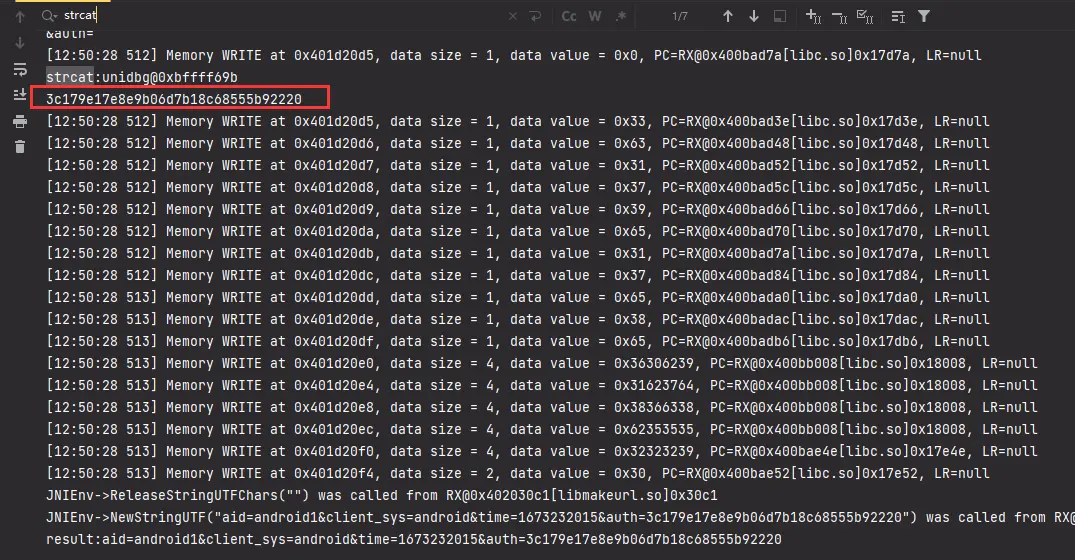 strcat
Cc W .* 1/7
&auth=
[12:50:28 512] Memory WRITE at 0x401d20d5, data size = 1, data value = 0x0, PC=RX@0x400bad7a[libc.so]0x17d7a, LR=null
strcat:unidbg@0xbffff69b
3c179e17e8e9b06d7b18c68555b92220
[12:50:28 512] Memory WRITE at 0x401d20d5, data size = 1, data value = 0x33, PC=RX@0x400bad3e[libc.so]0x17d3e, LR=null
[12:50:28 512] Memory WRITE at 0x401d20d6, data size = 1, data value = 0x63, PC=RX@0x400bad48[libc.so]0x17d48, LR=null
[12:50:28 512] Memory WRITE at 0x401d20d7, data size = 1, data value = 0x31, PC=RX@0x400bad52[libc.so]0x17d52, LR=null
[12:50:28 512] Memory WRITE at 0x401d20d8, data size = 1, data value = 0x37, PC=RX@0x400bad5c[libc.so]0x17d5c, LR=null
[12:50:28 512] Memory WRITE at 0x401d20d9, data size = 1, data value = 0x39, PC=RX@0x400bad66[libc.so]0x17d66, LR=null
[12:50:28 512] Memory WRITE at 0x401d20da, data size = 1, data value = 0x65, PC=RX@0x400bad70[libc.so]0x17d70, LR=null
[12:50:28 512] Memory WRITE at 0x401d20db, data size = 1, data value = 0x31, PC=RX@0x400bad7a[libc.so]0x17d7a, LR=null
[12:50:28 512] Memory WRITE at 0x401d20dc, data size = 1, data value = 0x37, PC=RX@0x400bad84[libc.so]0x17d84, LR=null
[12:50:28 513] Memory WRITE at 0x401d20dd, data size = 1, data value = 0x65, PC=RX@0x400bada0[libc.so]0x17da0, LR=null
[12:50:28 513] Memory WRITE at 0x401d20de, data size = 1, data value = 0x38, PC=RX@0x400badac[libc.so]0x17dac, LR=null
[12:50:28 513] Memory WRITE at 0x401d20df, data size = 1, data value = 0x65, PC=RX@0x400badb6[libc.so]0x17db6, LR=null
[12:50:28 513] Memory WRITE at 0x401d20e0, data size = 4, data value = 0x36306239, PC=RX@0x400bb008[libc.so]0x18008, LR=null
[12:50:28 513] Memory WRITE at 0x401d20e4, data size = 4, data value = 0x31623764, PC=RX@0x400bb008[libc.so]0x18008, LR=null
[12:50:28 513] Memory WRITE at 0x401d20e8, data size = 4, data value = 0x38366338, PC=RX@0x400bb008[libc.so]0x18008, LR=null
[12:50:28 513] Memory WRITE at 0x401d20ec, data size = 4, data value = 0x62353535, PC=RX@0x400bb008[libc.so]0x18008, LR=null
[12:50:28 513] Memory WRITE at 0x401d20f0, data size = 4, data value = 0x32323239, PC=RX@0x400bae4e[libc.so]0x17e4e, LR=null
[12:50:28 513] Memory WRITE at 0x401d20f4, data size = 2, data value = 0x30, PC=RX@0x400bae52[libc.so]0x17e52, LR=null
JNIEnv->ReleaseStringUTFChars("") was called from RX@0x402030c1[libmakeurl.so]0x30c1
JNIEnv->NewStringUTF("aid=android1&client_sys=android&time=1673232015&auth=3c179e17e8e9b06d7b18c68555b92220") was called from RX@
result:aid=android1&client_sys=android&time=1673232015&auth=3c179e17e8e9b06d7b18c68555b92220